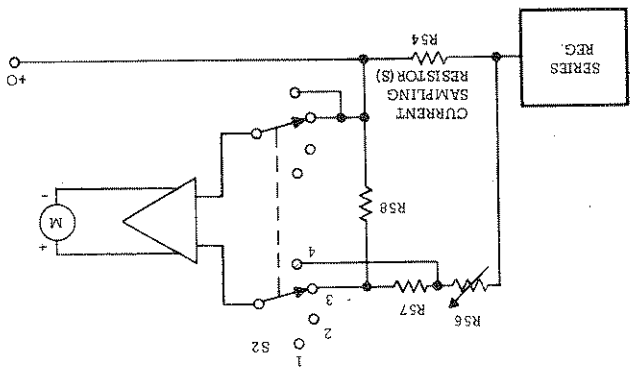 SERIES
REG.
R54
CURRENT
SAMPLING
RESISTOR(S)
O+
R58
R56
R57
4
3
2
1
S2
M
-
+